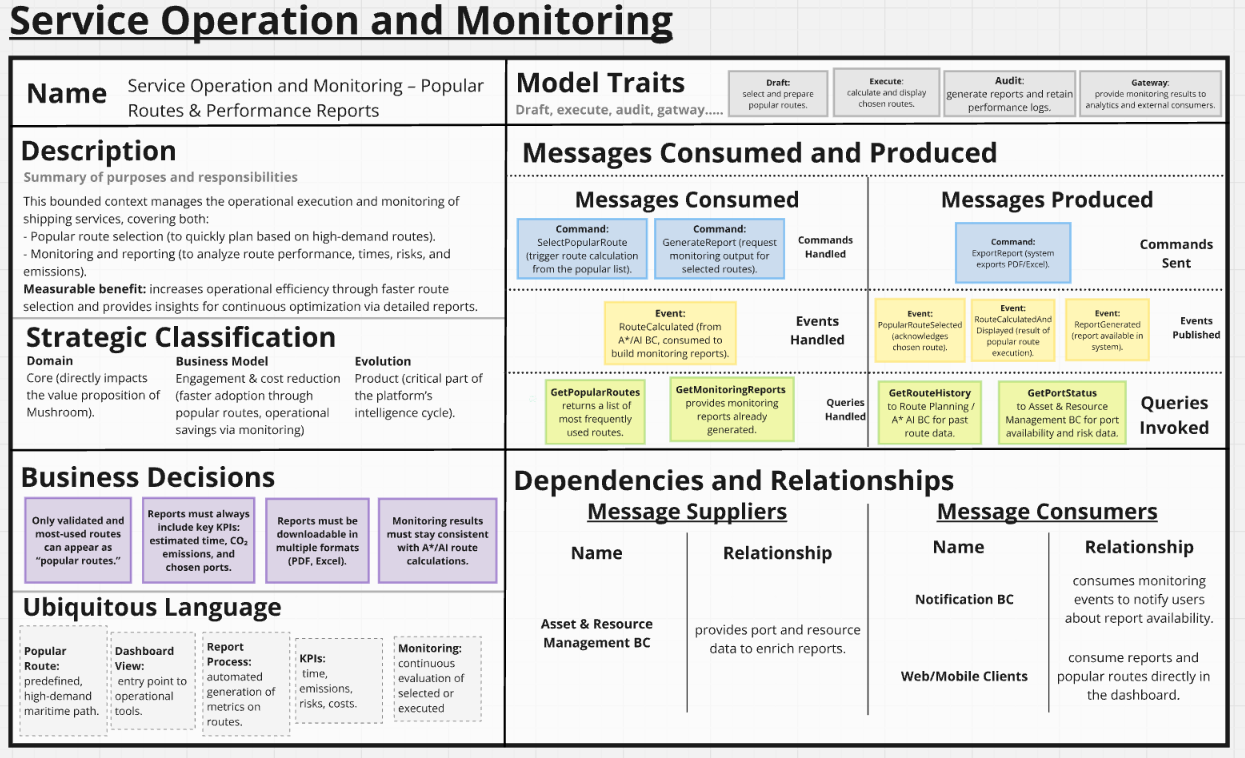 Service Operation and Monitoring
Name
Service Operation and Monitoring – Popular
Routes & Performance Reports
Description
Summary of purposes and responsibilities
This bounded context manages the operational execution and monitoring of
shipping services, covering both:
- Popular route selection (to quickly plan based on high-demand routes).
- Monitoring and reporting (to analyze route performance, times, risks, and
emissions).
Measurable benefit: increases operational efficiency through faster route
selection and provides insights for continuous optimization via detailed reports.
Strategic Classification
Domain
Core (directly impacts
the value proposition of
Mushroom).
Business Model
Engagement & cost reduction
(faster adoption through
popular routes, operational
savings via monitoring)
Evolution
Product (critical part of
the platform's
intelligence cycle).
Business Decisions
Only validated and
most-used routes
can appear as
“popular routes.”
Reports must always
include key KPIs:
estimated time, CO₂
emissions, and
chosen ports.
Reports must be
downloadable in
multiple formats
(PDF, Excel).
Monitoring results
must stay consistent
with A*/AI route
calculations.
Ubiquitous Language
Popular
Route:
predefined,
high-demand
maritime path.
Dashboard
View:
entry point to
operational
tools.
Report
Process:
automated
generation of
metrics on
routes.
KPIs:
time,
emissions,
risks, costs.
Monitoring:
continuous
evaluation of
selected or
executed
Model Traits
Draft, execute, audit, gatway.....
Draft:
select and prepare
popular routes.
Execute:
calculate and display
chosen routes.
Audit:
generate reports and retain
performance logs.
Gateway:
provide monitoring results to
analytics and external consumers.
Messages Consumed and Produced
Messages Consumed
Command:
SelectPopularRoute
(trigger route calculation
from the popular list).
Command:
GenerateReport (request
monitoring output for
selected routes).
Commands
Handled
Event:
RouteCalculated (from
A*/AI BC, consumed to
build monitoring reports).
Events
Handled
GetPopularRoutes
returns a list of
most frequently
used routes.
GetMonitoringReports
provides monitoring
reports already
generated.
Queries
Handled
Messages Produced
Command:
ExportReport (system
exports PDF/Excel).
Commands
Sent
Event:
PopularRouteSelected
(acknowledges
chosen route).
Event:
RouteCalculatedAnd
Displayed (result of
popular route
execution).
Event:
ReportGenerated
(report available in
system).
Events
Published
GetRouteHistory
to Route Planning /
A* AI BC for past
route data.
GetPortStatus
to Asset & Resource
Management BC for port
availability and risk data.
Queries
Invoked
Dependencies and Relationships
Message Suppliers
Name
Relationship
Asset & Resource
Management BC
provides port and resource
data to enrich reports.
Message Consumers
Name
Relationship
Notification BC
consumes monitoring
events to notify users
about report availability.
Web/Mobile Clients
consume reports and
popular routes directly in
the dashboard.